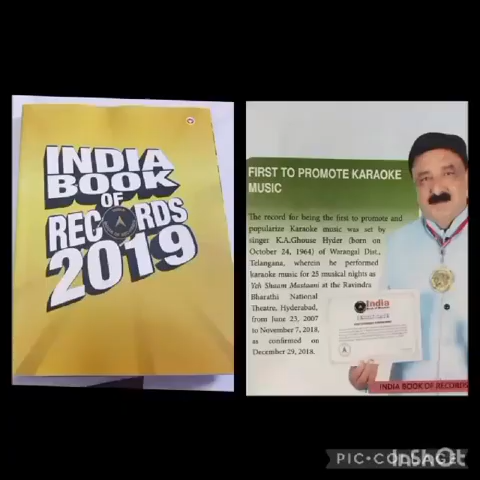 INDIA
BOOK
OF
RECORDS
2019
FIRST TO PROMOTE KARAOKE
MUSIC
The record for being the first to promote and
popularize Karaoke music was set by
singer K.A.Ghouse Hyder (born on
October 24, 1964) of Warangal Dist.,
Telangana, wherein he performed
karaoke music for 25 musical nights as
Yeh Shaam Mastaani at the Ravindra
Bharathi National
Theatre, Hyderabad,
from June 23, 2007
to November 7, 2018,
as confirmed on
December 29, 2018.
India
INDIA BOOK OF RECORDS
PIC•COLLAGE
InShOt